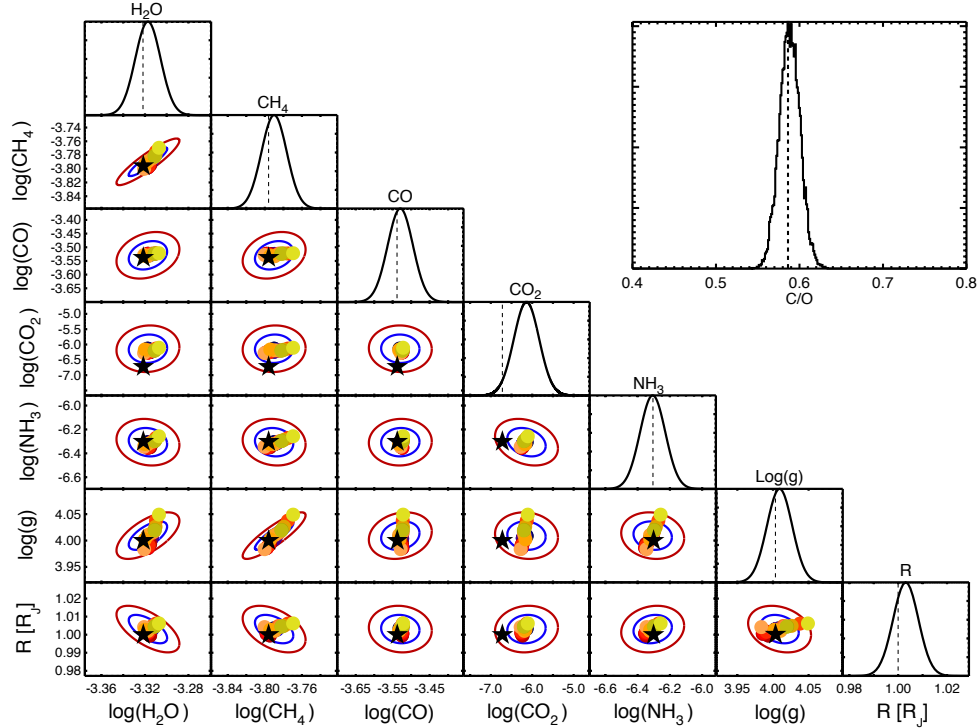 H₂O
CH₄
CO
CO₂
NH₃
Log(g)
R
0.4 0.5 0.6 0.7 0.8
C/O
log(CH₄)
-3.74
-3.76
-3.78
-3.80
-3.82
-3.84
log(CO)
-3.40
-3.45
-3.50
-3.55
-3.60
-3.65
log(CO₂)
-5.0
-5.5
-6.0
-6.5
-7.0
log(NH₃)
-6.0
-6.2
-6.4
-6.6
log(g)
4.05
4.00
3.95
R [R_J]
1.02
1.01
1.00
0.99
0.98
-3.36 -3.32 -3.28
-3.84 -3.80 -3.76
-3.65 -3.55 -3.45
-7.0 -6.0 -5.0
-6.6 -6.4 -6.2 -6.0
3.95 4.00 4.05
0.98 1.00 1.02
log(H₂O) log(CH₄) log(CO) log(CO₂) log(NH₃) log(g) R [R_J]